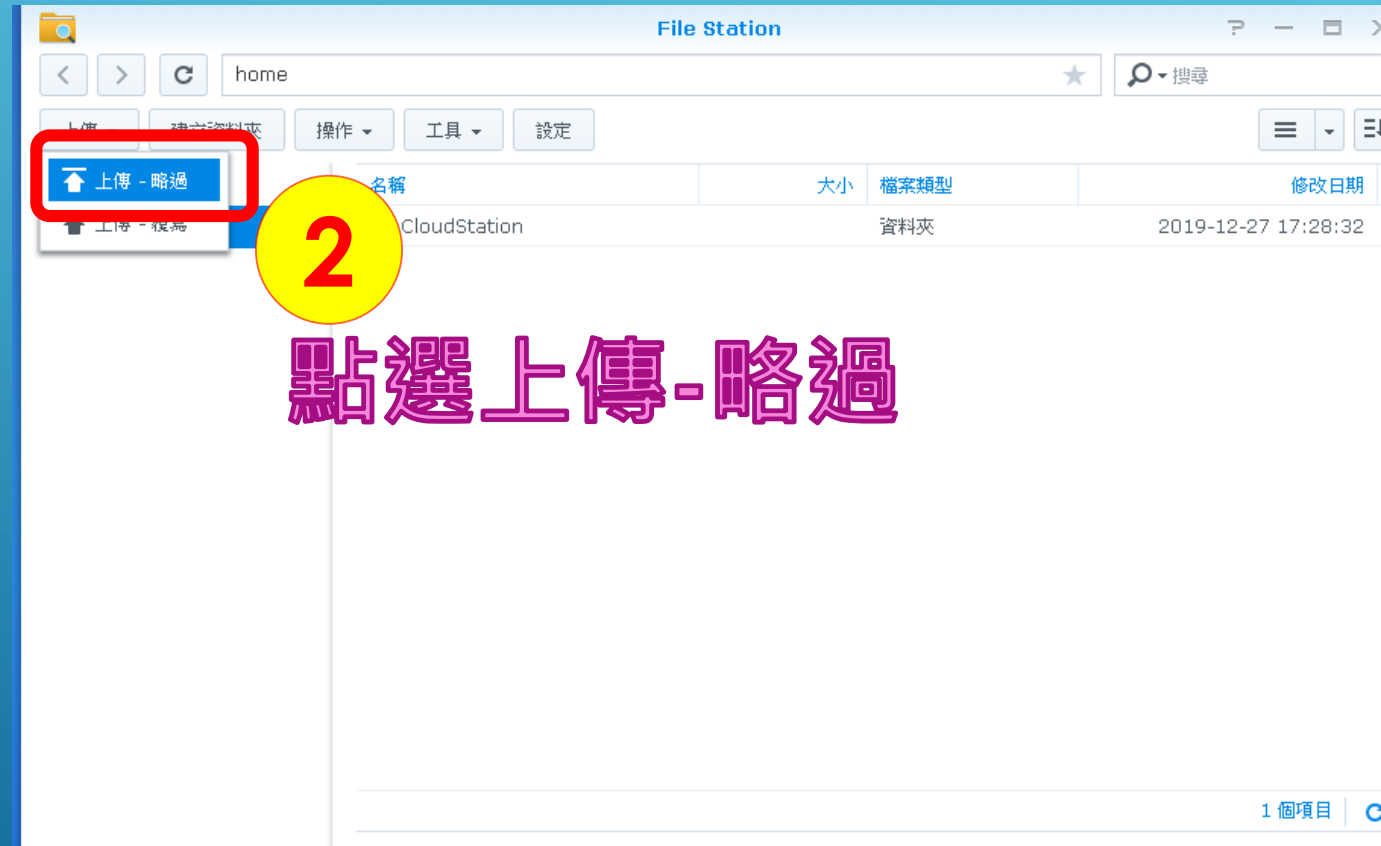 File Station
home
搜尋
上傳 建立資料夾 操作 工具 設定
上傳 - 略過
名稱 大小 檔案類型 修改日期
上傳 - 覆寫
CloudStation 資料夾 2019-12-27 17:28:32
2
點選上傳-略過
1 個項目